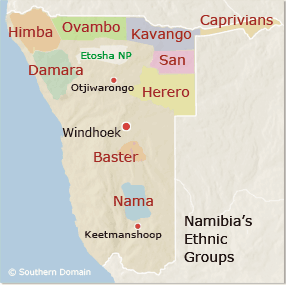 Caprivians
Himba
Ovambo
Kavango
Etosha NP
San
Damara
Otjiwarongo
Herero
Windhoek
Baster
Nama
Keetmanshoop
Namibia's
Ethnic
Groups
© Southern Domain